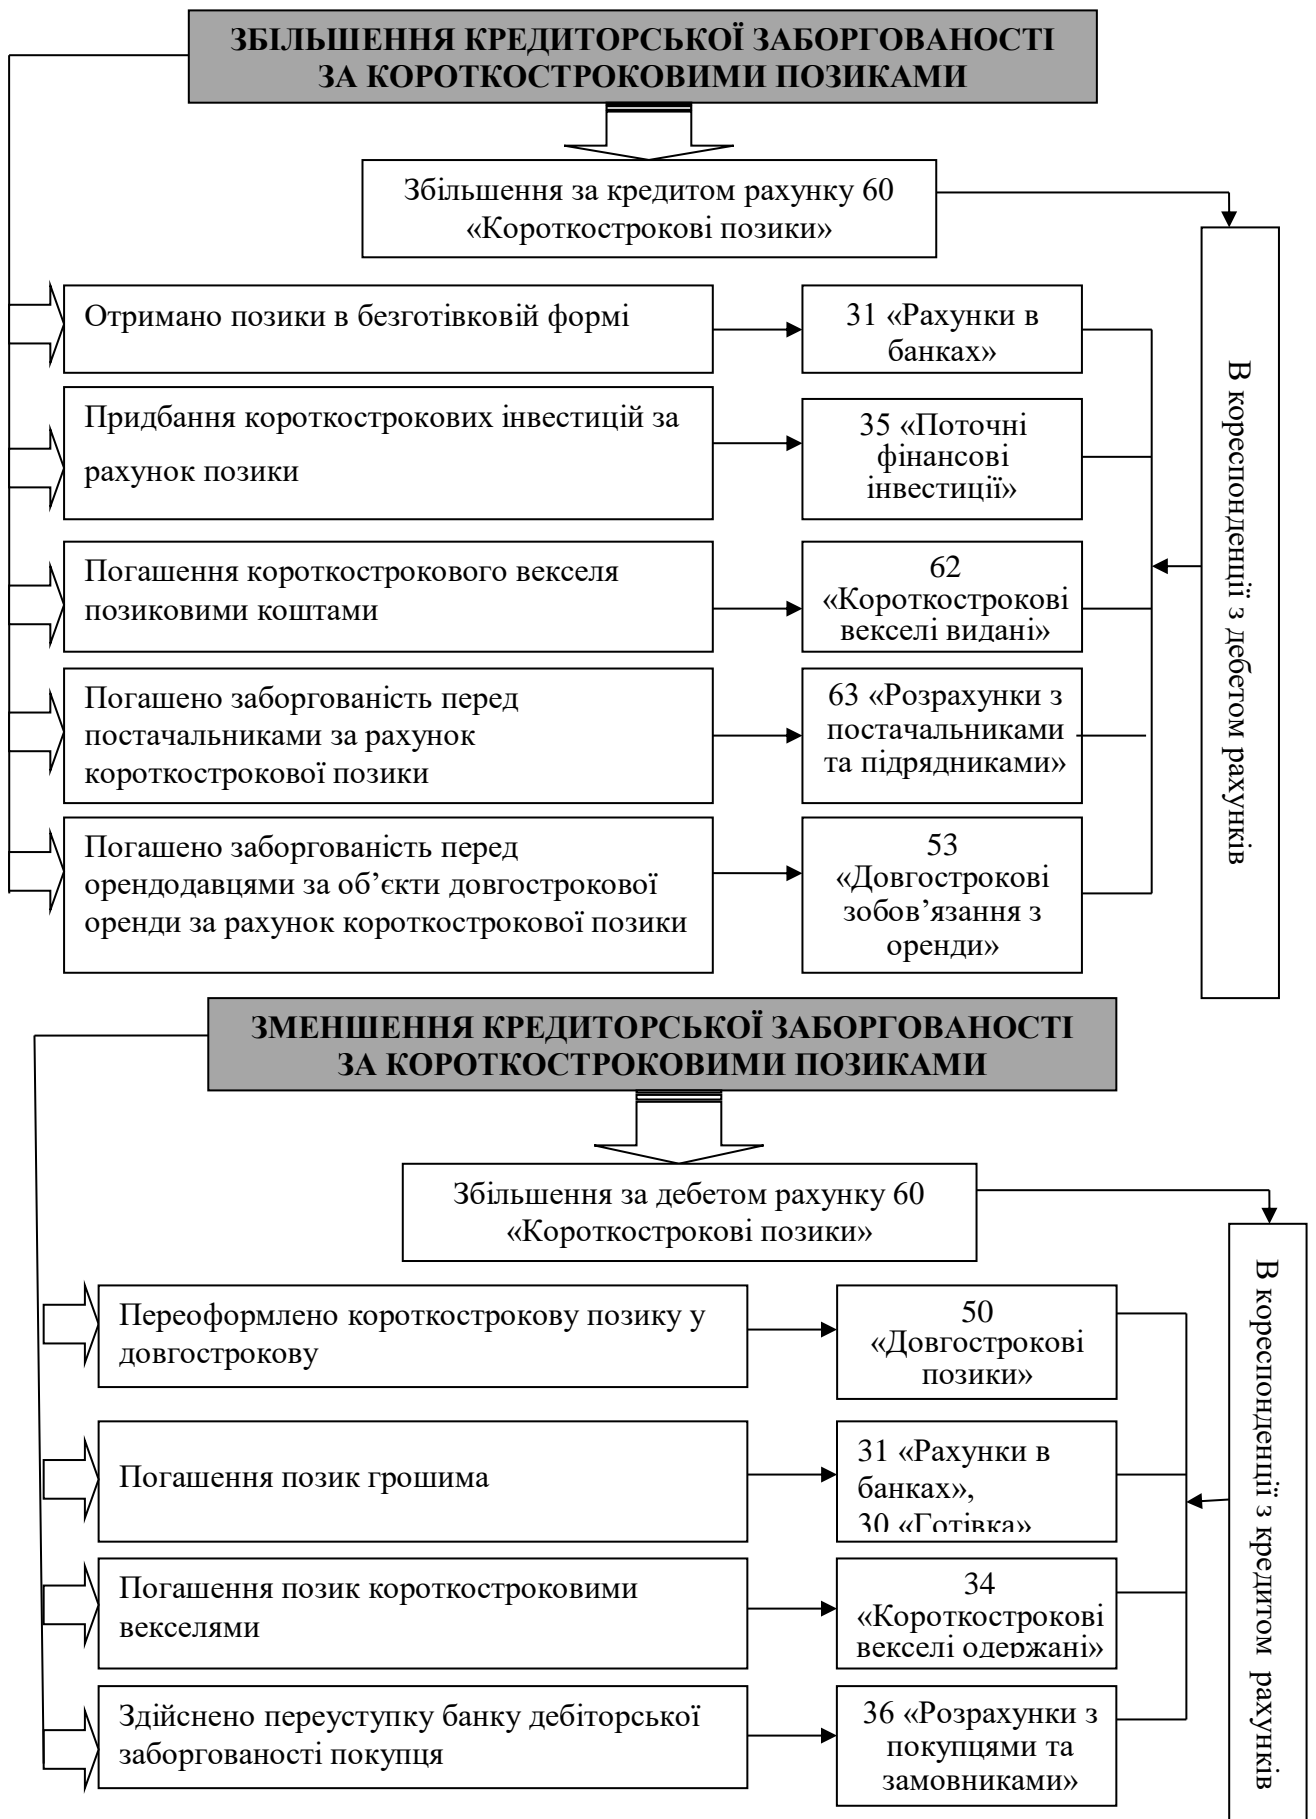 ЗБІЛЬШЕННЯ КРЕДИТОРСЬКОЇ ЗАБОРГОВАНОСТІ
ЗА КОРОТКОСТРОКОВИМИ ПОЗИКАМИ
Збільшення за кредитом рахунку 60
«Короткострокові позики»
Отримано позики в безготівковій формі
31 «Рахунки в
банках»
Придбання короткострокових інвестицій за
рахунок позики
35 «Поточні
фінансові
інвестиції»
Погашення короткострокового векселя
позиковими коштами
62
«Короткострокові
векселі видані»
Погашено заборгованість перед
постачальниками за рахунок
короткострокової позики
63 «Розрахунки з
постачальниками
та підрядниками»
Погашено заборгованість перед
орендодавцями за об’єкти довгострокової
оренди за рахунок короткострокової позики
53
«Довгострокові
зобов’язання з
оренди»
В кореспонденції з дебетом рахунків
ЗМЕНШЕННЯ КРЕДИТОРСЬКОЇ ЗАБОРГОВАНОСТІ
ЗА КОРОТКОСТРОКОВИМИ ПОЗИКАМИ
Збільшення за дебетом рахунку 60
«Короткострокові позики»
Переоформлено короткострокову позику у
довгострокову
50
«Довгострокові
позики»
Погашення позик грошима
31 «Рахунки в
банках»,
30 «Готівка»
Погашення позик короткостроковими
векселями
34
«Короткострокові
векселі одержані»
Здійснено переуступку банку дебіторської
заборгованості покупця
36 «Розрахунки з
покупцями та
замовниками»
В кореспонденції з кредитом рахунків